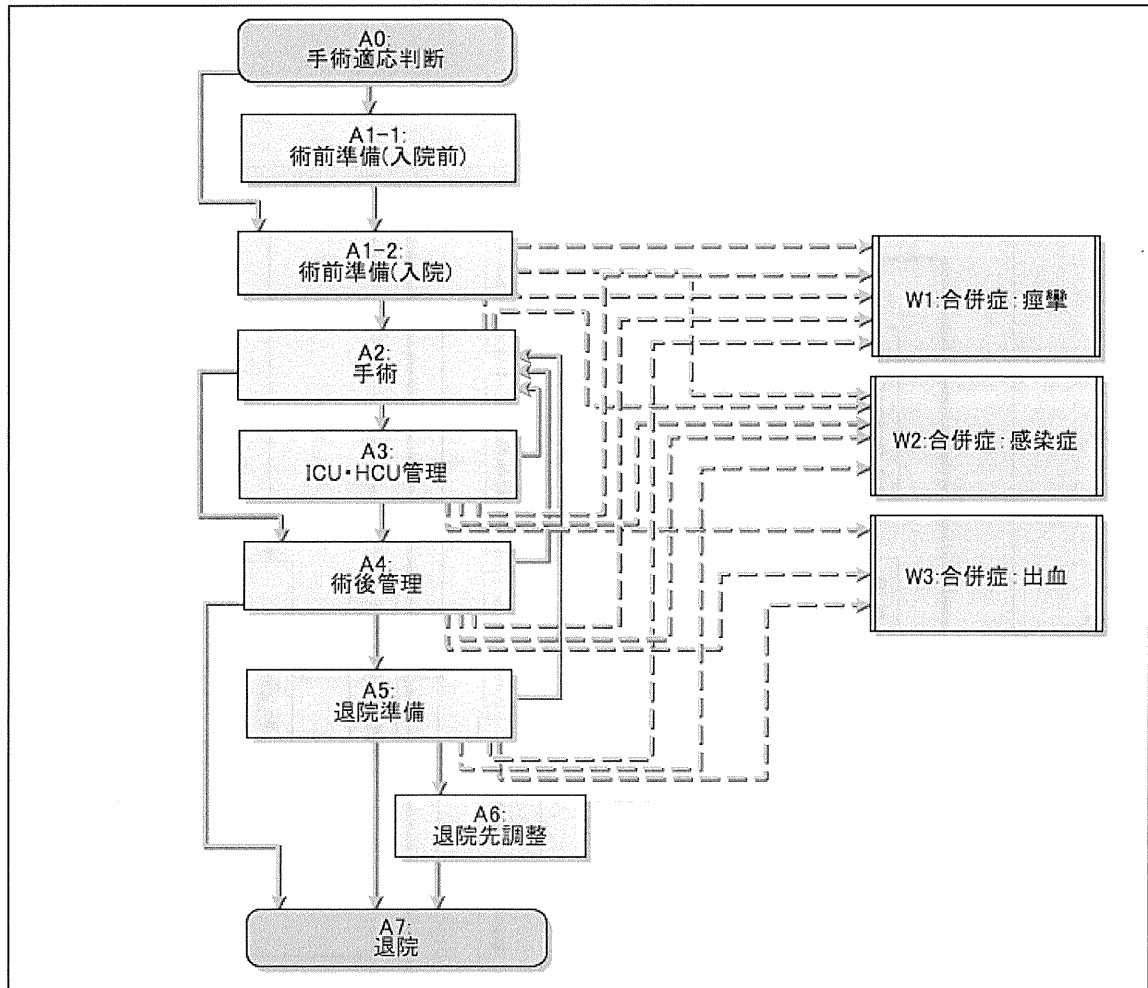 A0:
手術適応判断
A1-1:
術前準備(入院前)
A1-2:
術前準備(入院)
A2:
手術
A3:
ICU・HCU管理
A4:
術後管理
A5:
退院準備
A6:
退院先調整
A7:
退院
W1:合併症:痙攣
W2:合併症:感染症
W3:合併症:出血